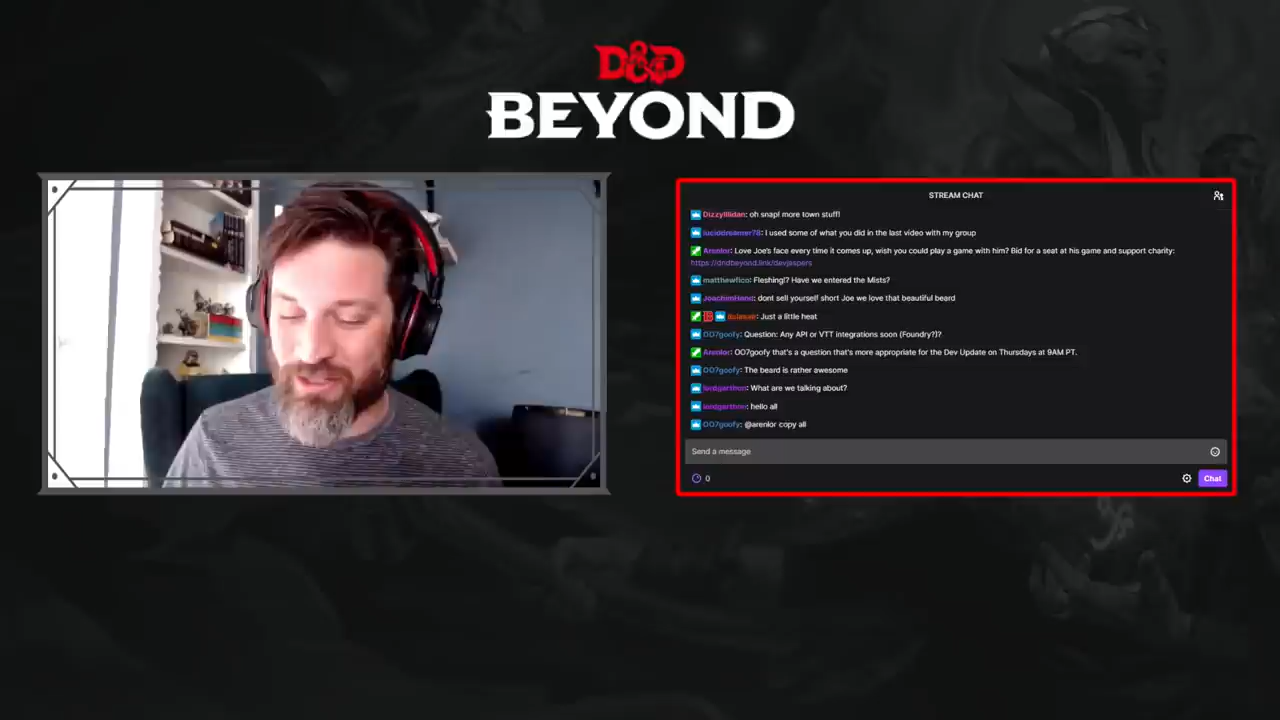 D&D
BEYOND
STREAM CHAT
DizzyIllidan: oh snap! more town stuff!
luciddreamer78: I used some of what you did in the last video with my group
Arenlor: Love Joe's face every time it comes up, wish you could play a game with him? Bid for a seat at his game and support charity:
https://dndbeyond.link/devjaspers
matthewfico: Fleshing!? Have we entered the Mists?
JoachimHand: dont sell yourself short Joe we love that beautiful beard
Just a little heat
OO7goofy: Question: Any API or VTT integrations soon (Foundry?)?
Arenlor: OO7goofy that's a question that's more appropriate for the Dev Update on Thursdays at 9AM PT.
OO7goofy: The beard is rather awesome
lordgarthon: What are we talking about?
lordgarthon: hello all
OO7goofy: @arenlor copy all
Send a message
0
Chat